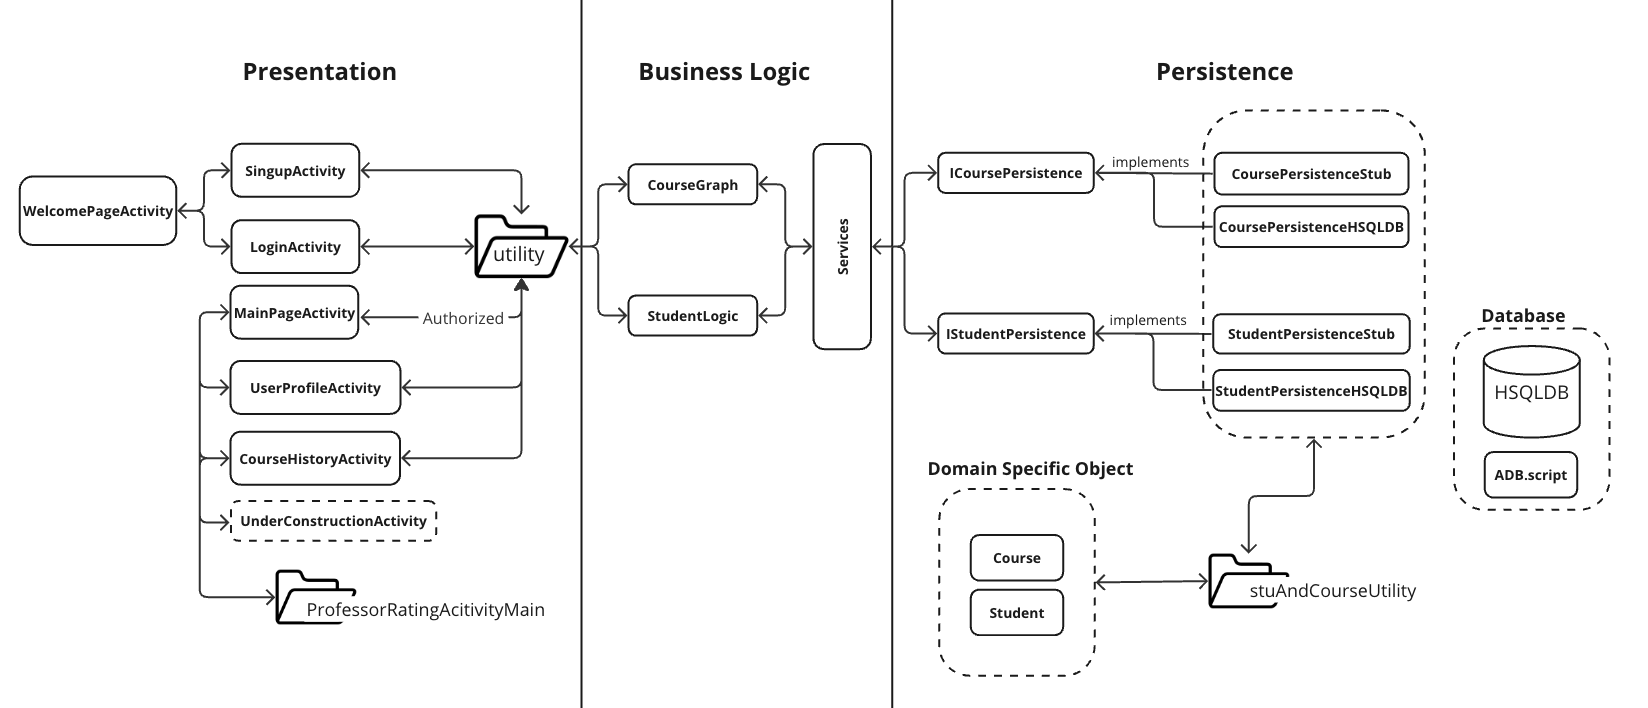 Presentation
Business Logic
Persistence
SingupActivity
WelcomePageActivity
LoginActivity
MainPageActivity
Authorized
UserProfileActivity
CourseHistoryActivity
UnderConstructionActivity
ProfessorRatingAcitivityMain
utility
CourseGraph
StudentLogic
Services
ICoursePersistence
implements
CoursePersistenceStub
CoursePersistenceHSQLDB
IStudentPersistence
implements
StudentPersistenceStub
StudentPersistenceHSQLDB
Database
HSQLDB
ADB.script
Domain Specific Object
Course
Student
stuAndCourseUtility